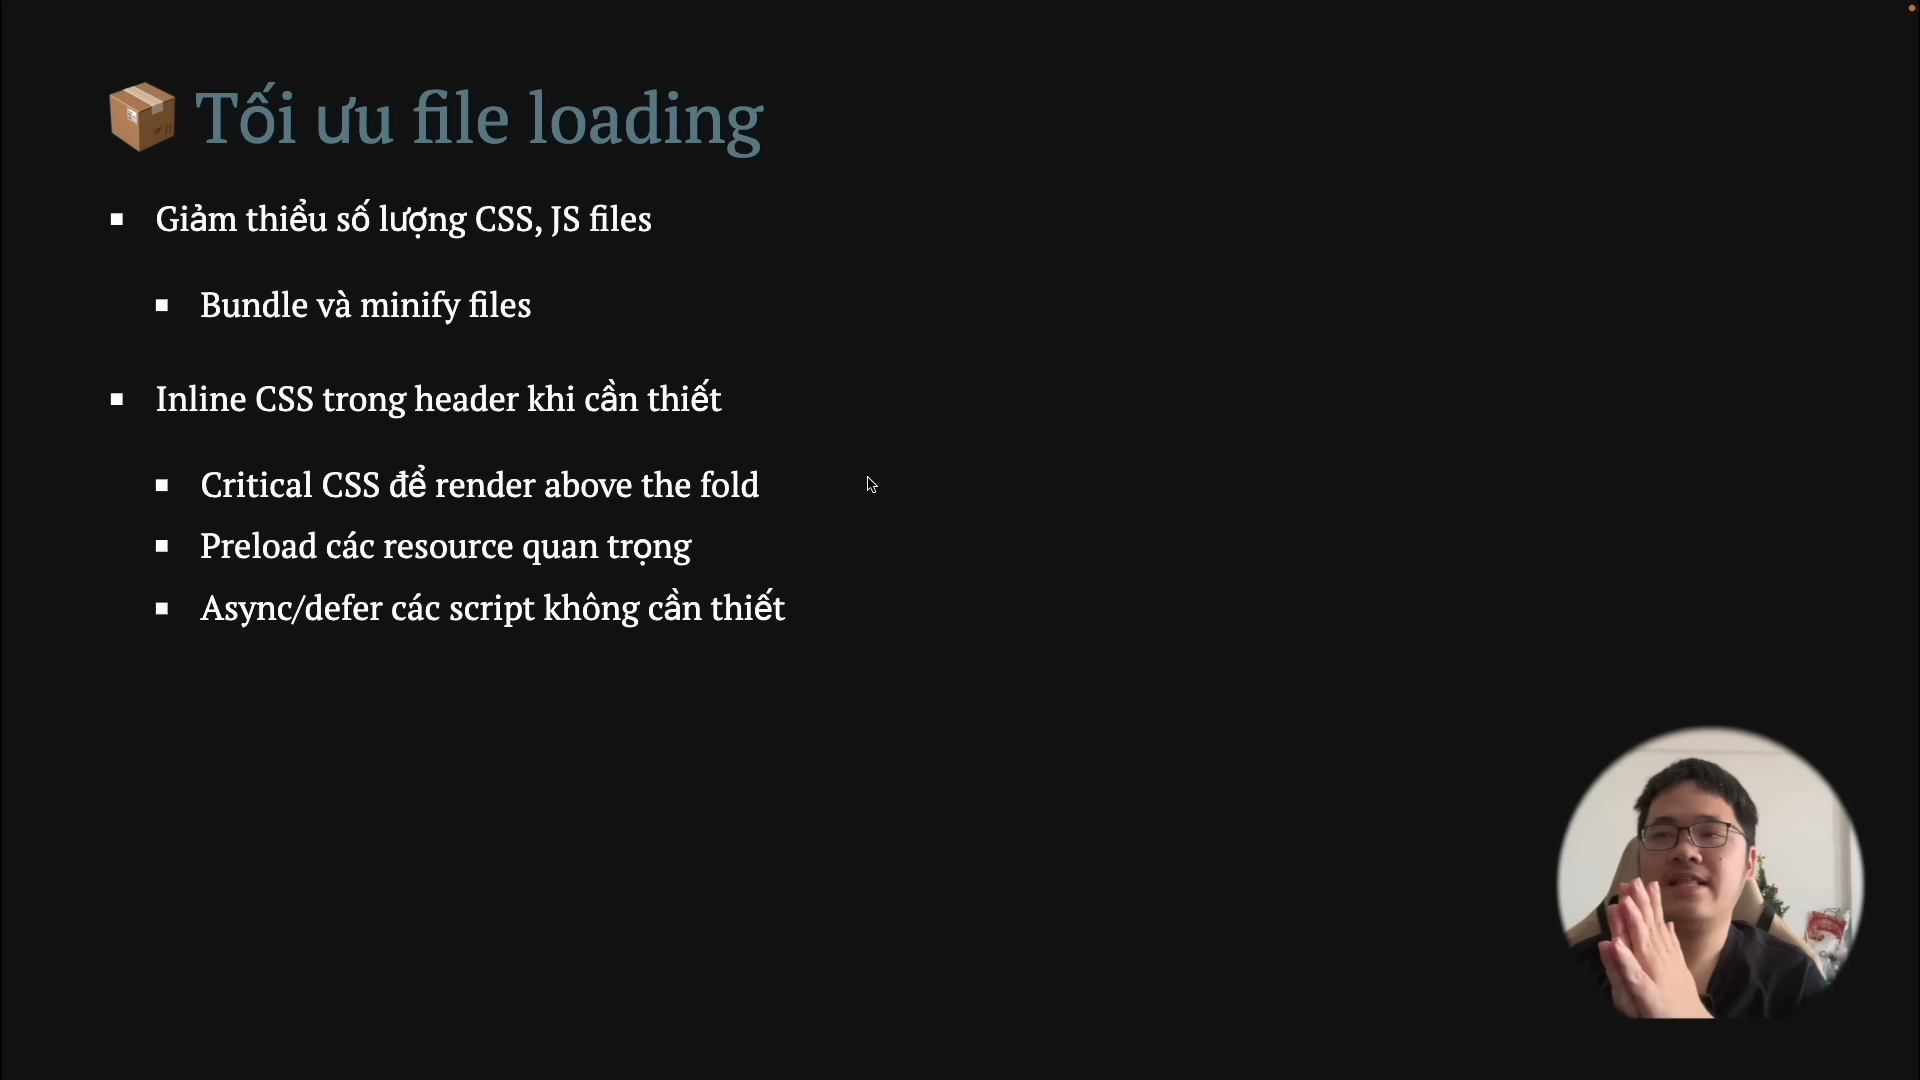 Tối ưu file loading
Giảm thiểu số lượng CSS, JS files
Bundle và minify files
Inline CSS trong header khi cần thiết
Critical CSS để render above the fold
Preload các resource quan trọng
Async/defer các script không cần thiết